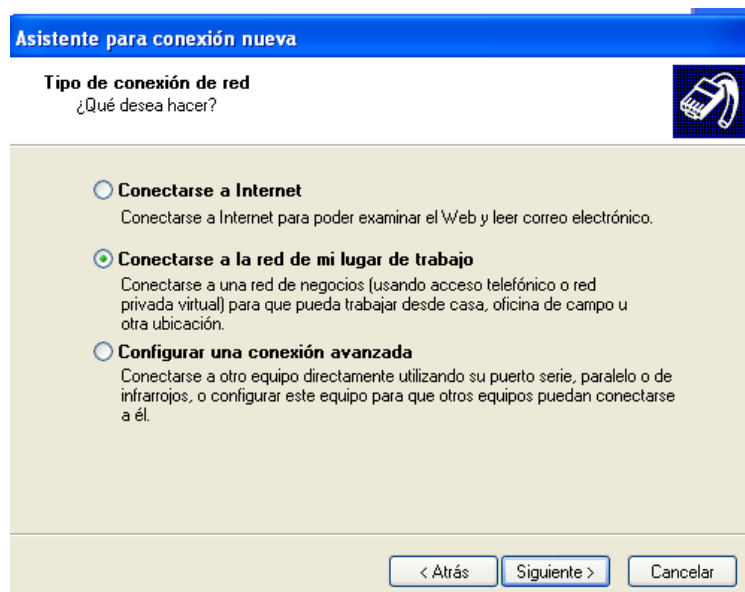 Asistente para conexión nueva
Tipo de conexión de red
¿Qué desea hacer?
Conectarse a Internet
Conectarse a Internet para poder examinar el Web y leer correo electrónico.
Conectarse a la red de mi lugar de trabajo
Conectarse a una red de negocios (usando acceso telefónico o red
privada virtual) para que pueda trabajar desde casa, oficina de campo u
otra ubicación.
Configurar una conexión avanzada
Conectarse a otro equipo directamente utilizando su puerto serie, paralelo o de
infrarrojos, o configurar este equipo para que otros equipos puedan conectarse
a él.
< Atrás
Siguiente >
Cancelar